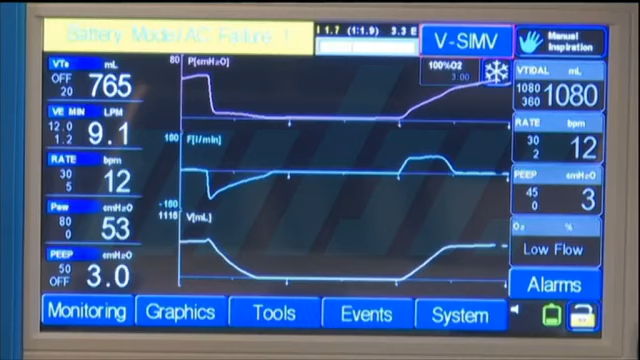 Battery Mode/AC Failure !
I 1.7 (1:1.9) 3.3 E
V-SIMV
Manual
Inspiration
VTe mL
OFF
20
765
VE MIN LPM
12.0
1.2
9.1
RATE bpm
30
5
12
Paw cmH2O
80
0
53
PEEP cmH2O
50
OFF
3.0
80
P[cmH2O]
100%O2
3.00
180
F[l/min]
-180
1116
V[mL]
VTIDAL mL
1080
360
1080
RATE bpm
30
2
12
PEEP cmH2O
45
0
3
O2 %
Low Flow
Alarms
Monitoring
Graphics
Tools
Events
System